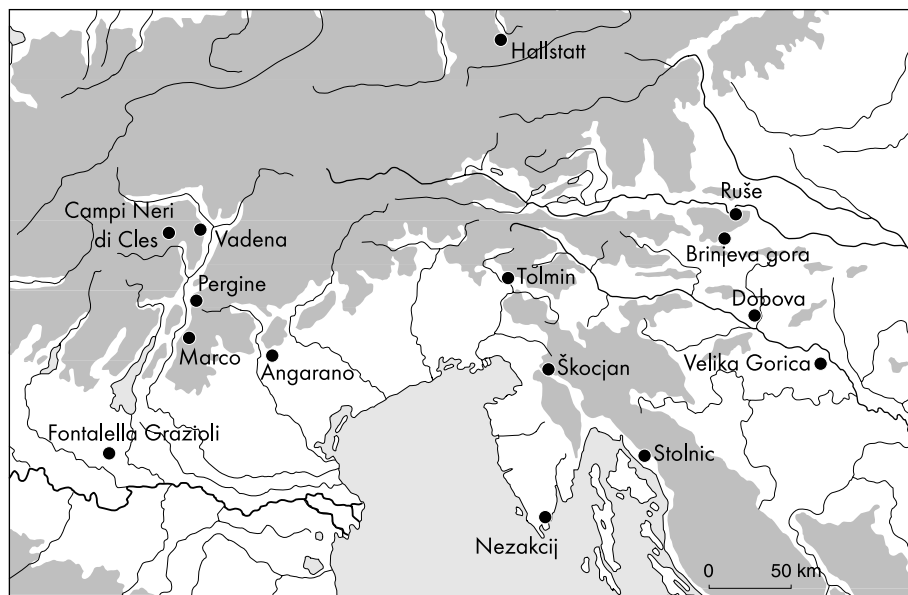 Hallstatt
Ruše
Campi Neri
di Cles
Vadena
Brinjeva gora
Tolmin
Pergine
Dobova
Marco
Angarano
Škocjan
Velika Gorica
Fontalella Grazioli
Stolnic
Nezakcij
0
50 km